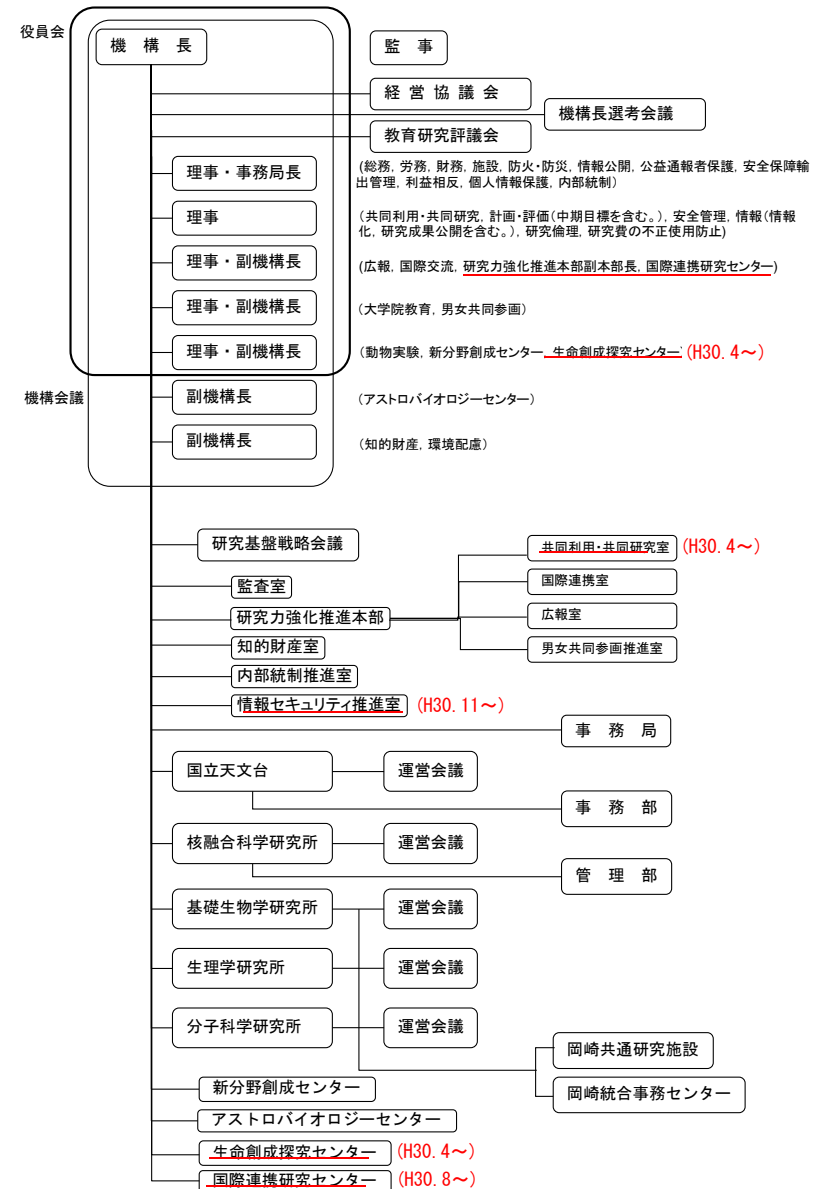 役員会
機 構 長
監 事
経 営 協 議 会
機構長選考会議
教育研究評議会
理事・事務局長
(総務, 労務, 財務, 施設, 防火・防災, 情報公開, 公益通報者保護, 安全保障輸
出管理, 利益相反, 個人情報保護, 内部統制)
理事
(共同利用・共同研究, 計画・評価(中期目標を含む。), 安全管理, 情報(情報
化, 研究成果公開を含む。), 研究倫理, 研究費の不正使用防止)
理事・副機構長
(広報, 国際交流, 研究力強化推進本部副本部長, 国際連携研究センター)
理事・副機構長
(大学院教育, 男女共同参画)
理事・副機構長
(動物実験, 新分野創成センター 生命創成探究センター) (H30. 4～)
機構会議
副機構長
(アストロバイオロジーセンター)
副機構長
(知的財産, 環境配慮)
研究基盤戦略会議
共同利用・共同研究室 (H30. 4～)
監査室
国際連携室
研究力強化推進本部
広報室
知的財産室
男女共同参画推進室
内部統制推進室
情報セキュリティ推進室 (H30. 11～)
事 務 局
国立天文台
運営会議
事 務 部
核融合科学研究所
運営会議
管 理 部
基礎生物学研究所
運営会議
生理学研究所
運営会議
分子科学研究所
運営会議
岡崎共通研究施設
新分野創成センター
岡崎統合事務センター
アストロバイオロジーセンター
生命創成探究センター (H30. 4～)
国際連携研究センター (H30. 8～)